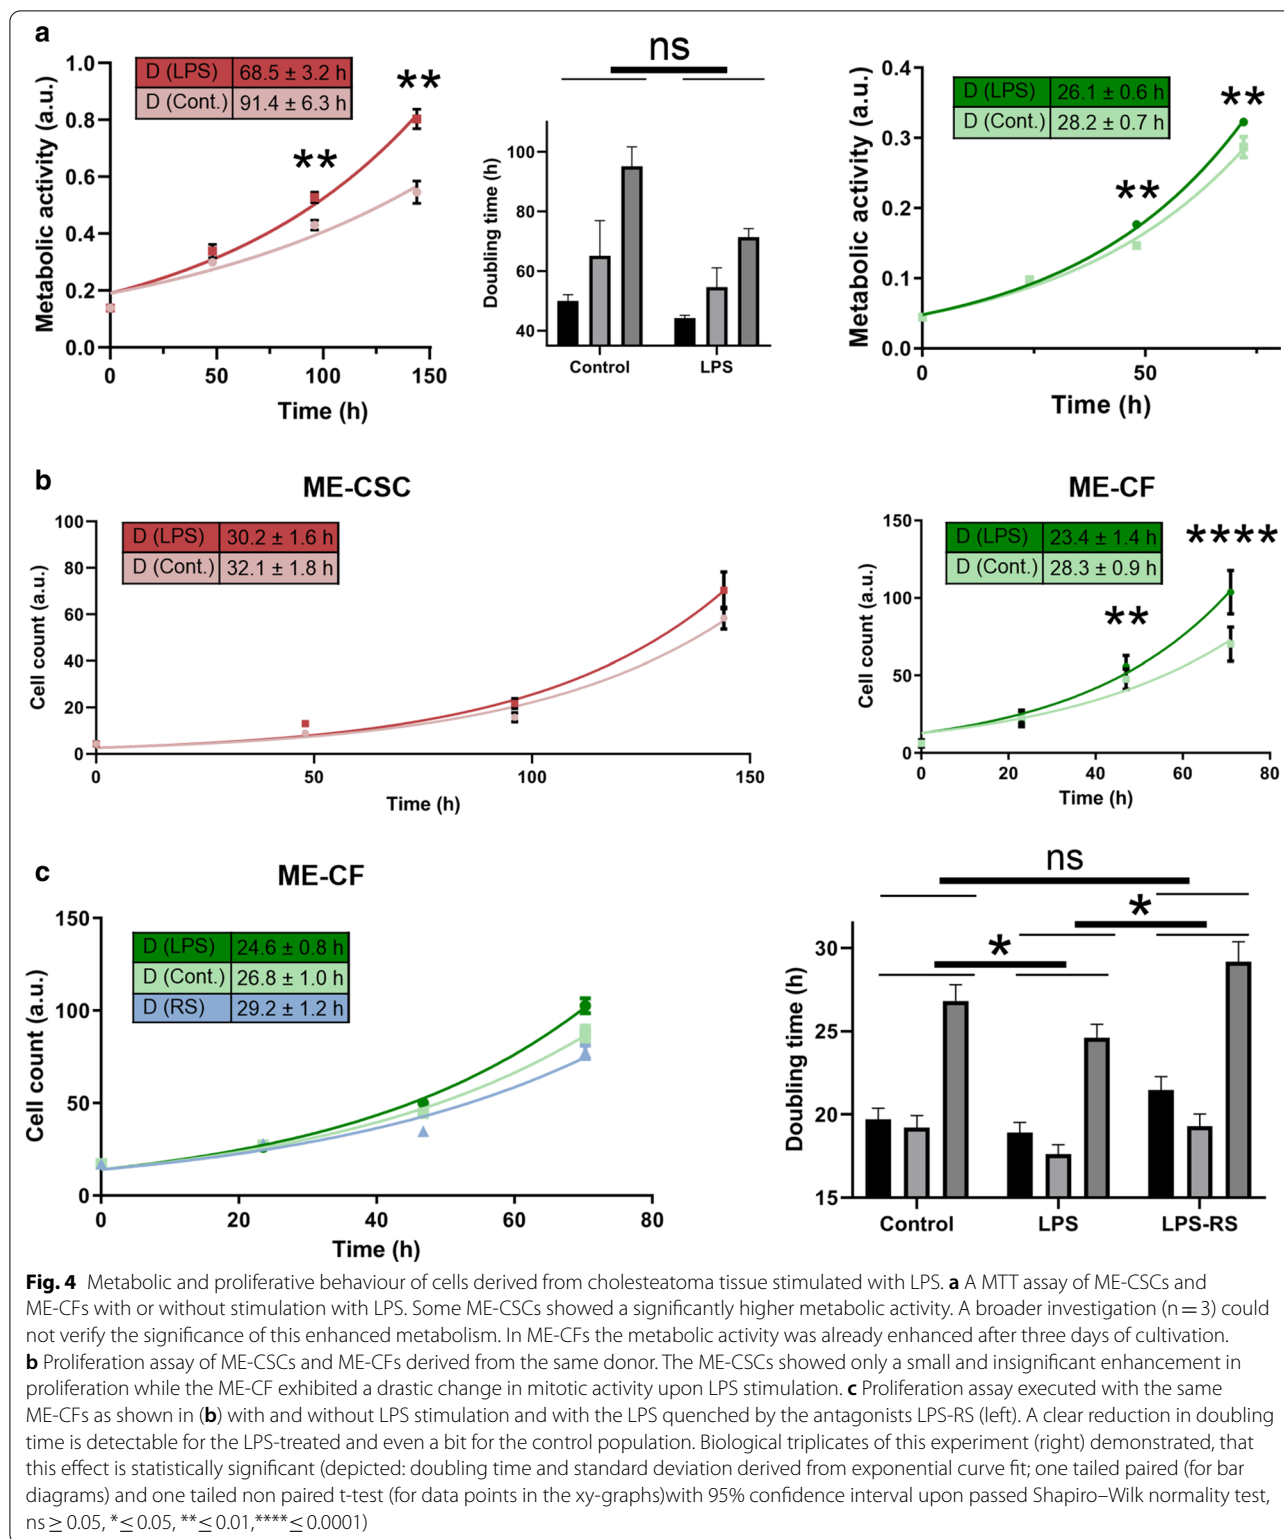 a
D (LPS) 68.5 ± 3.2 h
D (Cont.) 91.4 ± 6.3 h
**
**
Metabolic activity (a.u.)
1.0
0.8
0.6
0.4
0.2
0.0
0 50 100 150
Time (h)
ns
Doubling time (h)
100
80
60
40
Control LPS
D (LPS) 26.1 ± 0.6 h
D (Cont.) 28.2 ± 0.7 h
**
**
Metabolic activity (a.u.)
0.4
0.3
0.2
0.1
0.0
0 50
Time (h)
b
ME-CSC
D (LPS) 30.2 ± 1.6 h
D (Cont.) 32.1 ± 1.8 h
Cell count (a.u.)
100
80
60
40
20
0
0 50 100 150
Time (h)
ME-CF
D (LPS) 23.4 ± 1.4 h
D (Cont.) 28.3 ± 0.9 h
****
**
Cell count (a.u.)
150
100
50
0
0 20 40 60 80
Time (h)
c
ME-CF
D (LPS) 24.6 ± 0.8 h
D (Cont.) 26.8 ± 1.0 h
D (RS) 29.2 ± 1.2 h
Cell count (a.u.)
150
100
50
0
0 20 40 60 80
Time (h)
ns
*
*
Doubling time (h)
30
25
20
15
Control LPS LPS-RS
Fig. 4 Metabolic and proliferative behaviour of cells derived from cholesteatoma tissue stimulated with LPS. a A MTT assay of ME-CSCs and
ME-CFs with or without stimulation with LPS. Some ME-CSCs showed a significantly higher metabolic activity. A broader investigation (n = 3) could
not verify the significance of this enhanced metabolism. In ME-CFs the metabolic activity was already enhanced after three days of cultivation.
b Proliferation assay of ME-CSCs and ME-CFs derived from the same donor. The ME-CSCs showed only a small and insignificant enhancement in
proliferation while the ME-CF exhibited a drastic change in mitotic activity upon LPS stimulation. c Proliferation assay executed with the same
ME-CFs as shown in (b) with and without LPS stimulation and with the LPS quenched by the antagonists LPS-RS (left). A clear reduction in doubling
time is detectable for the LPS-treated and even a bit for the control population. Biological triplicates of this experiment (right) demonstrated, that
this effect is statistically significant (depicted: doubling time and standard deviation derived from exponential curve fit; one tailed paired (for bar
diagrams) and one tailed non paired t-test (for data points in the xy-graphs)with 95% confidence interval upon passed Shapiro–Wilk normality test,
ns ≥ 0.05, *≤ 0.05, **≤ 0.01,****≤ 0.0001)